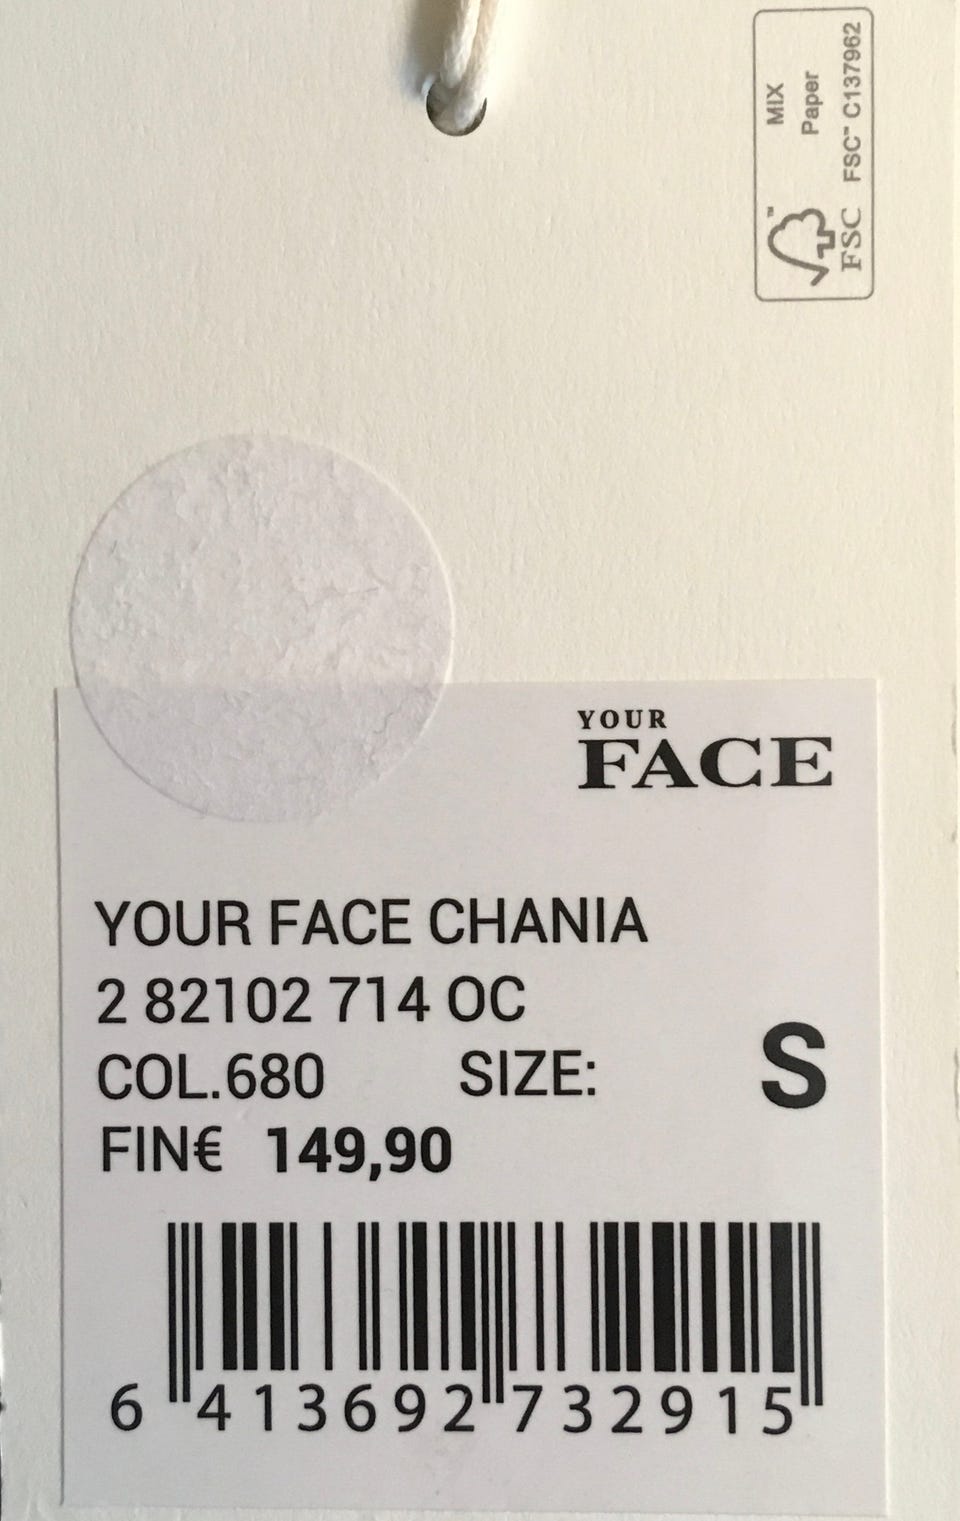 MIX
Paper
FSC™ C137962
FSC
YOUR
FACE
YOUR FACE CHANIA
2 82102 714 OC
COL.680 SIZE: S
FIN€ 149,90
6 413692 732915